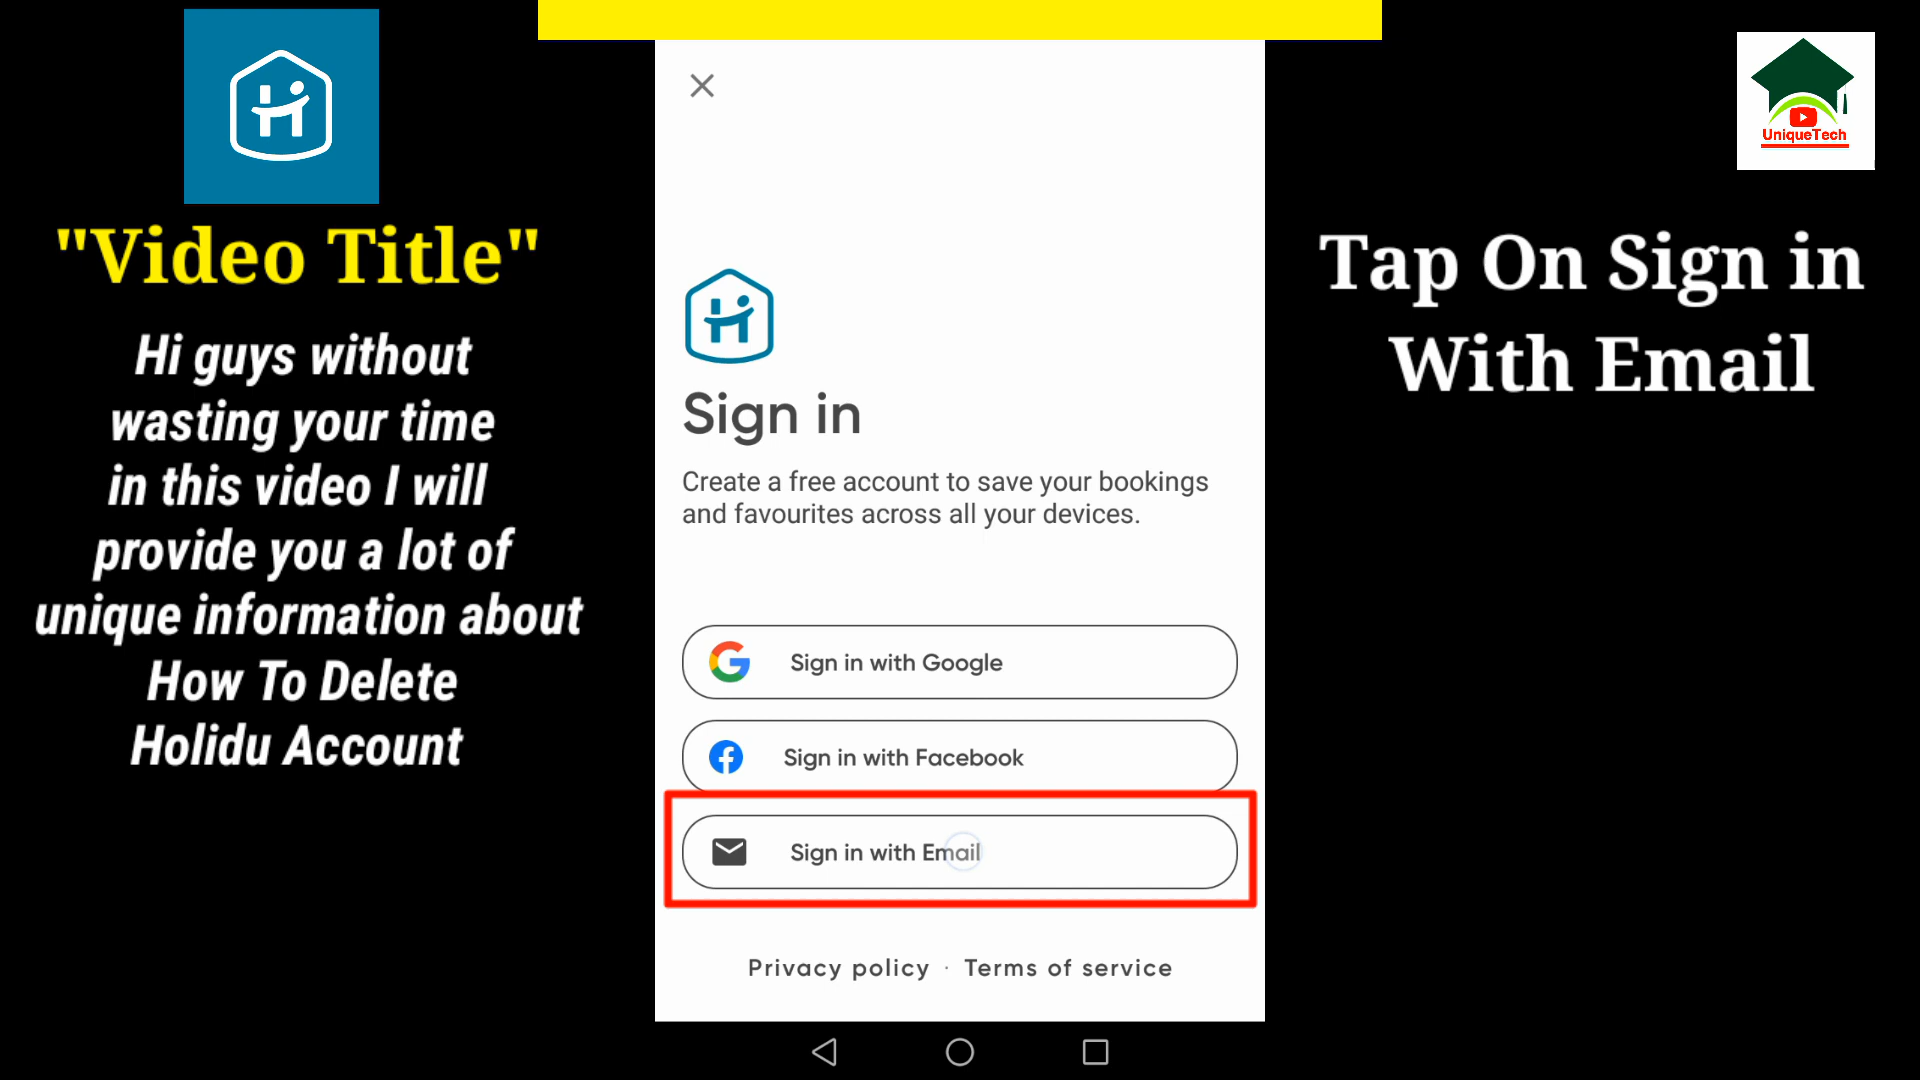 "Video Title"
Hi guys without
wasting your time
in this video I will
provide you a lot of
unique information about
How To Delete
Holidu Account
Sign in
Create a free account to save your bookings
and favourites across all your devices.
Sign in with Google
Sign in with Facebook
Sign in with Email
Privacy policy · Terms of service
UniqueTech
Tap On Sign in
With Email